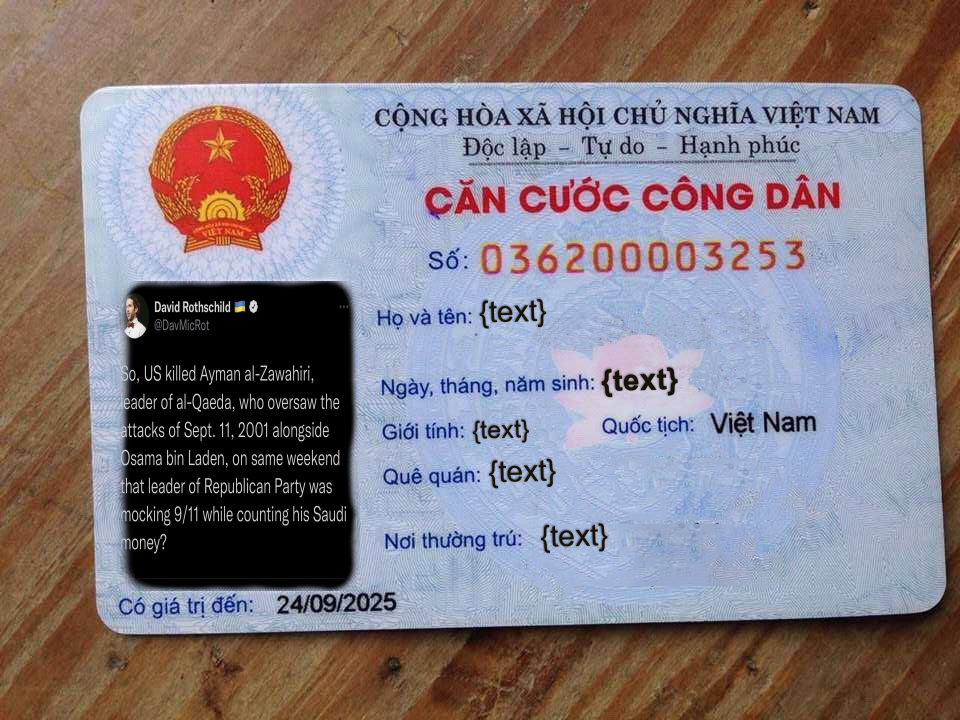 CỘNG HÒA XÃ HỘI CHỦ NGHĨA VIỆT NAM
Độc lập - Tự do - Hạnh phúc
CĂN CƯỚC CÔNG DÂN
Số: 036200003253
VIỆT NAM
Họ và tên: {text}
Ngày, tháng, năm sinh: {text}
Giới tính: {text} Quốc tịch: Việt Nam
Quê quán: {text}
Nơi thường trú: {text}
David Rothschild 🇺🇦
@DavMicRot
So, US killed Ayman al-Zawahiri,
leader of al-Qaeda, who oversaw the
attacks of Sept. 11, 2001 alongside
Osama bin Laden, on same weekend
that leader of Republican Party was
mocking 9/11 while counting his Saudi
money?
Có giá trị đến: 24/09/2025